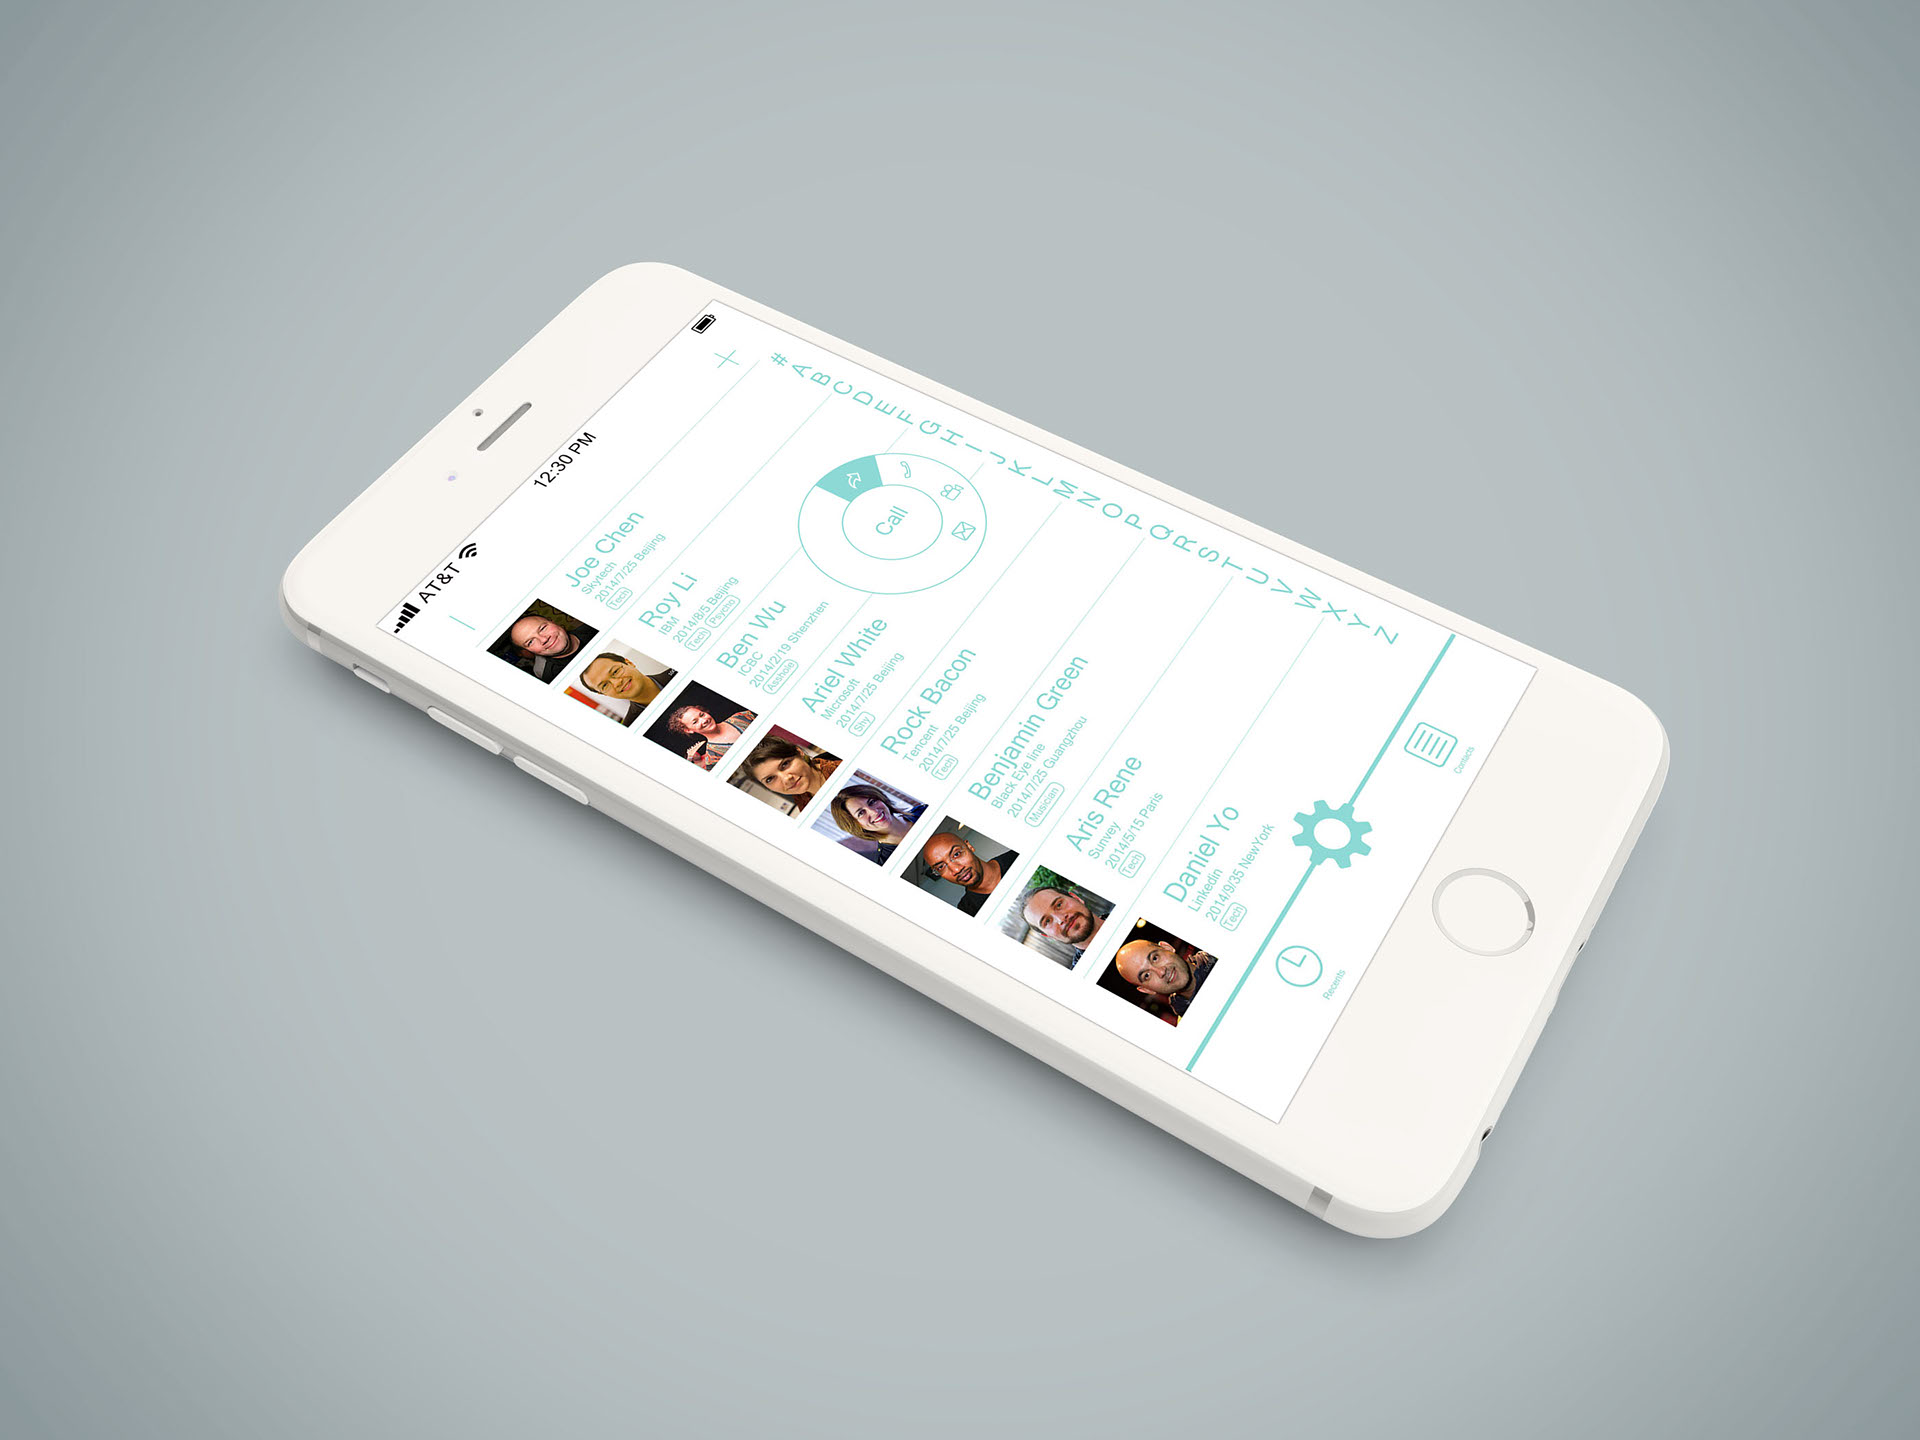 AT&T
12:30 PM
Joe Chen
Skytech
2014/7/25 Beijing
Tech
Roy Li
IBM
2014/8/5 Beijing
Tech Psycho
Ben Wu
ICBC
2014/2/19 Shenzhen
Asshole
Ariel White
Microsoft
2014/7/25 Beijing
Shy
Rock Bacon
Tencent
2014/7/25 Beijing
Tech
Benjamin Green
Black Eye line
2014/7/25 Guangzhou
Musician
Aris Rene
Sunvey
2014/5/15 Paris
Tech
Daniel Yo
Linkedin
2014/9/35 NewYork
Tech
Call
#
A
B
C
D
E
F
G
H
I
J
K
L
M
N
O
P
Q
R
S
T
U
V
W
X
Y
Z
Recents
Contacts